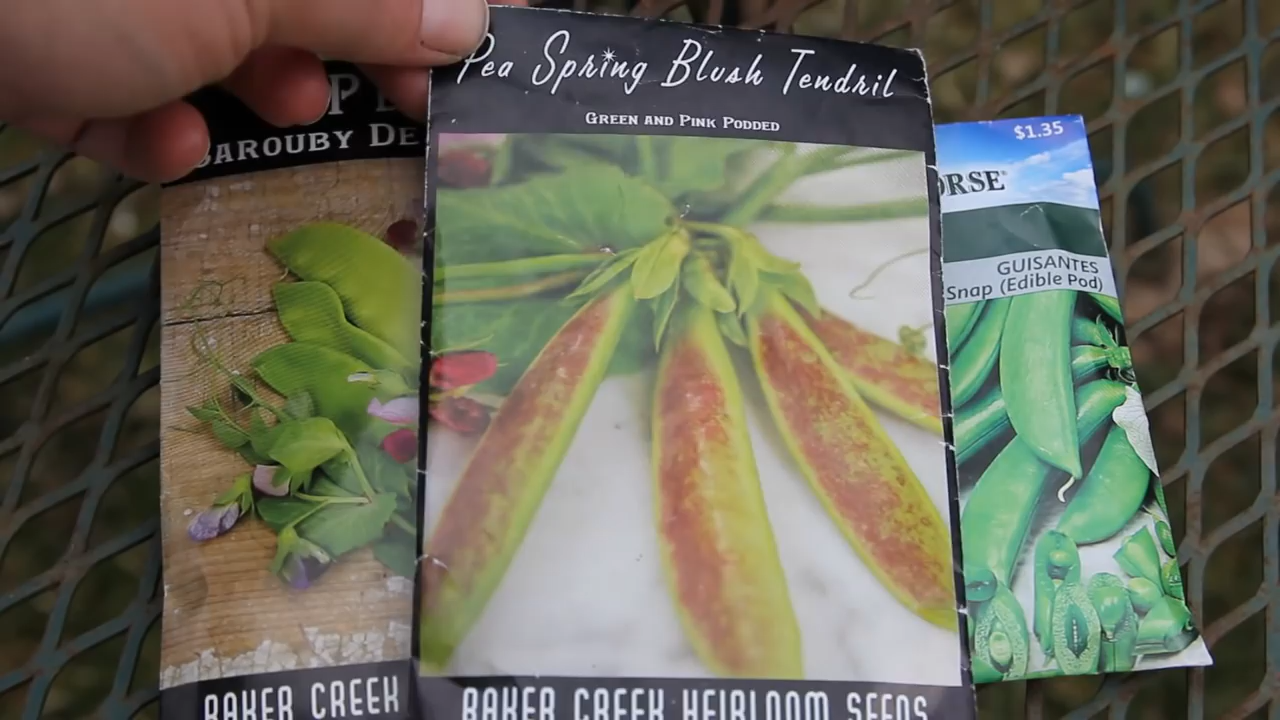 BAROUBY DE
BAKER CREEK
Pea Spring Blush Tendril
Green and Pink Podded
BAKER CREEK HEIRLOOM SEEDS
$1.35
ORSE®
GUISANTES
Snap (Edible Pod)